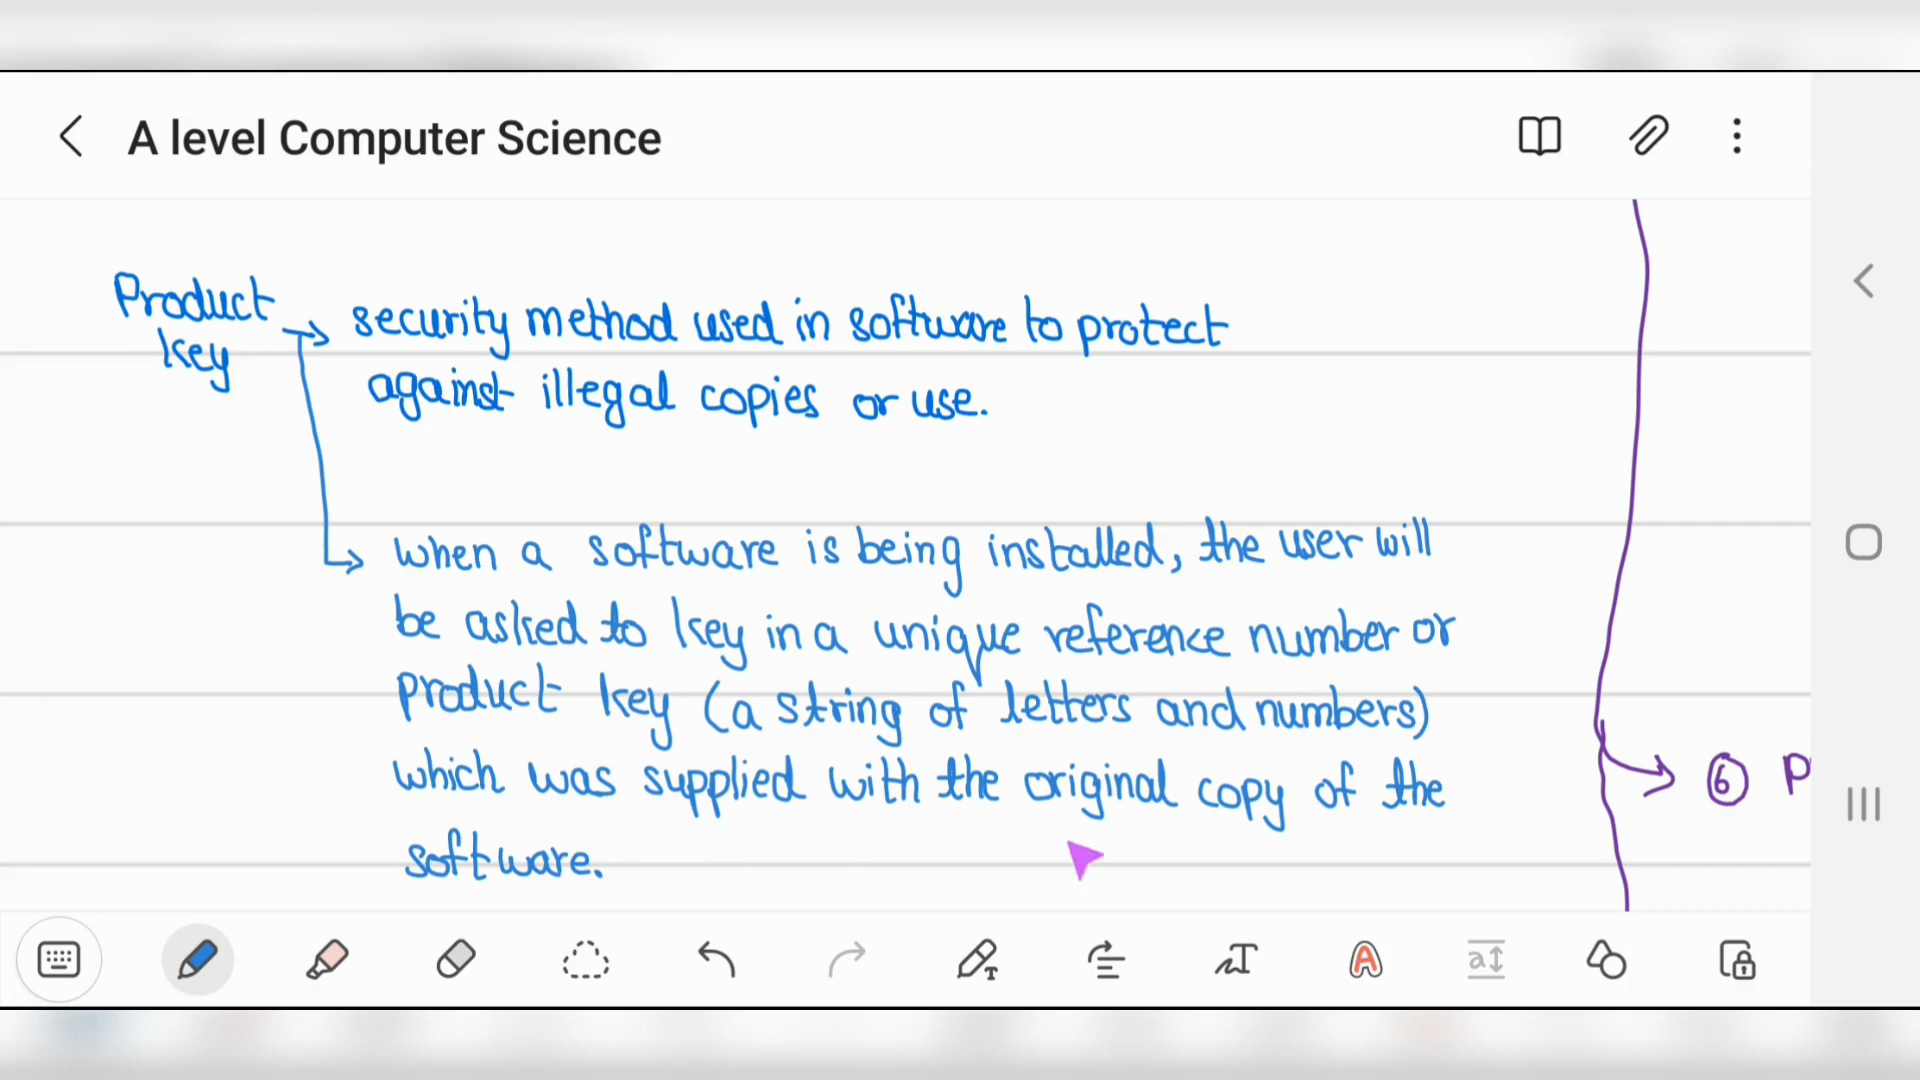 A level Computer Science
Product
key
security method used in software to protect
against illegal copies or use.
when a software is being installed, the user will
be asked to key in a unique reference number or
product key (a string of letters and numbers)
which was supplied with the original copy of the
software.
6 P